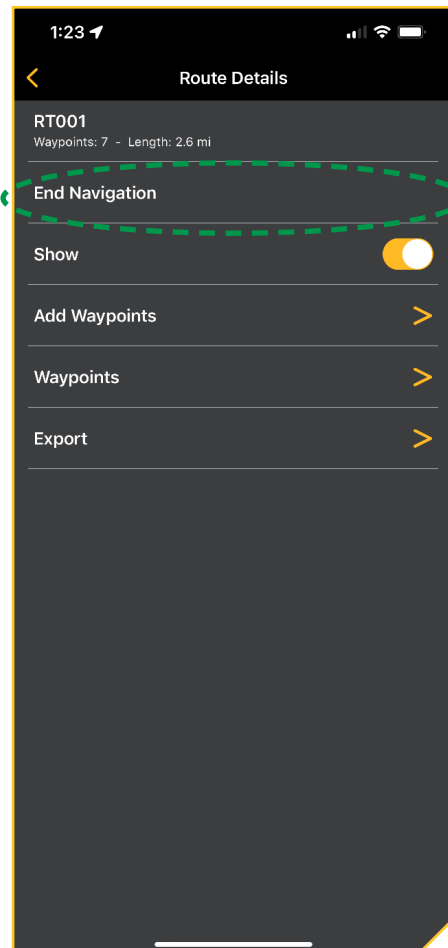 1:23
Route Details
RT001
Waypoints: 7 - Length: 2.6 mi
End Navigation
Show
Add Waypoints
Waypoints
Export